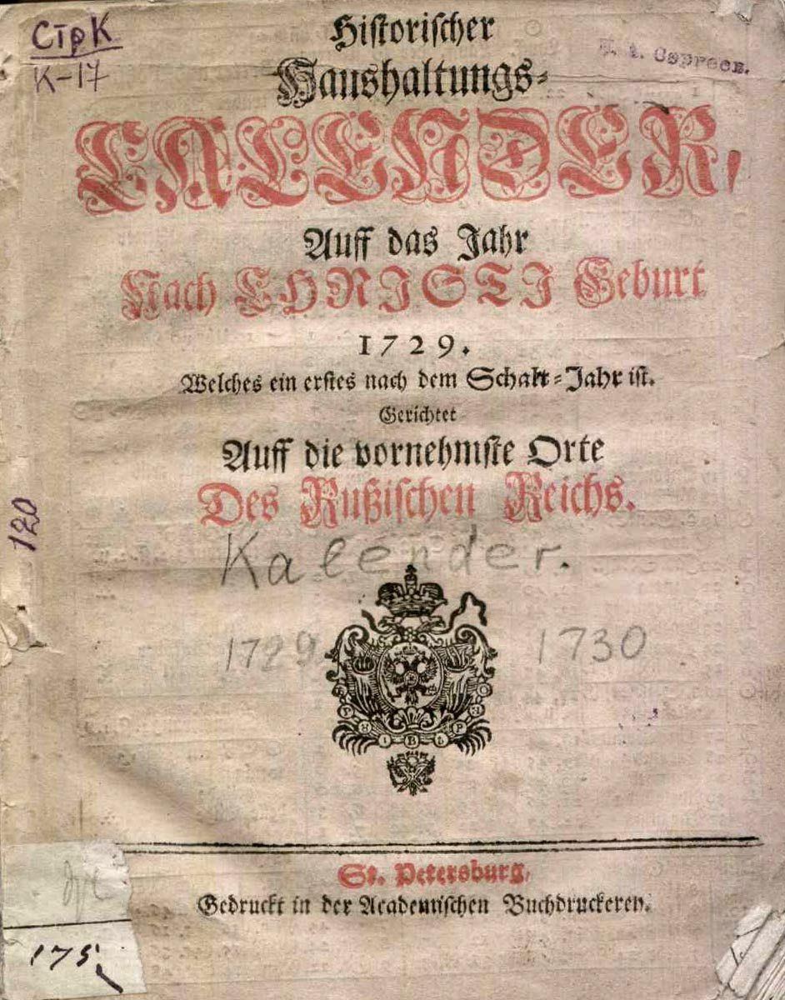 СтрК
К-17
Historischer
Haushaltungs=
CALENDER,
Auff das Jahr
Nach CHRISTI Geburt
1729.
Welches ein erstes nach dem Schalt=Jahr ist.
Gerichtet
Auff die vornehmste Orte
Des Rußischen Reichs.
120
Kalender.
1729 1730
St. Petersburg,
Gedruckt in der Academischen Buchdruckerey.
175